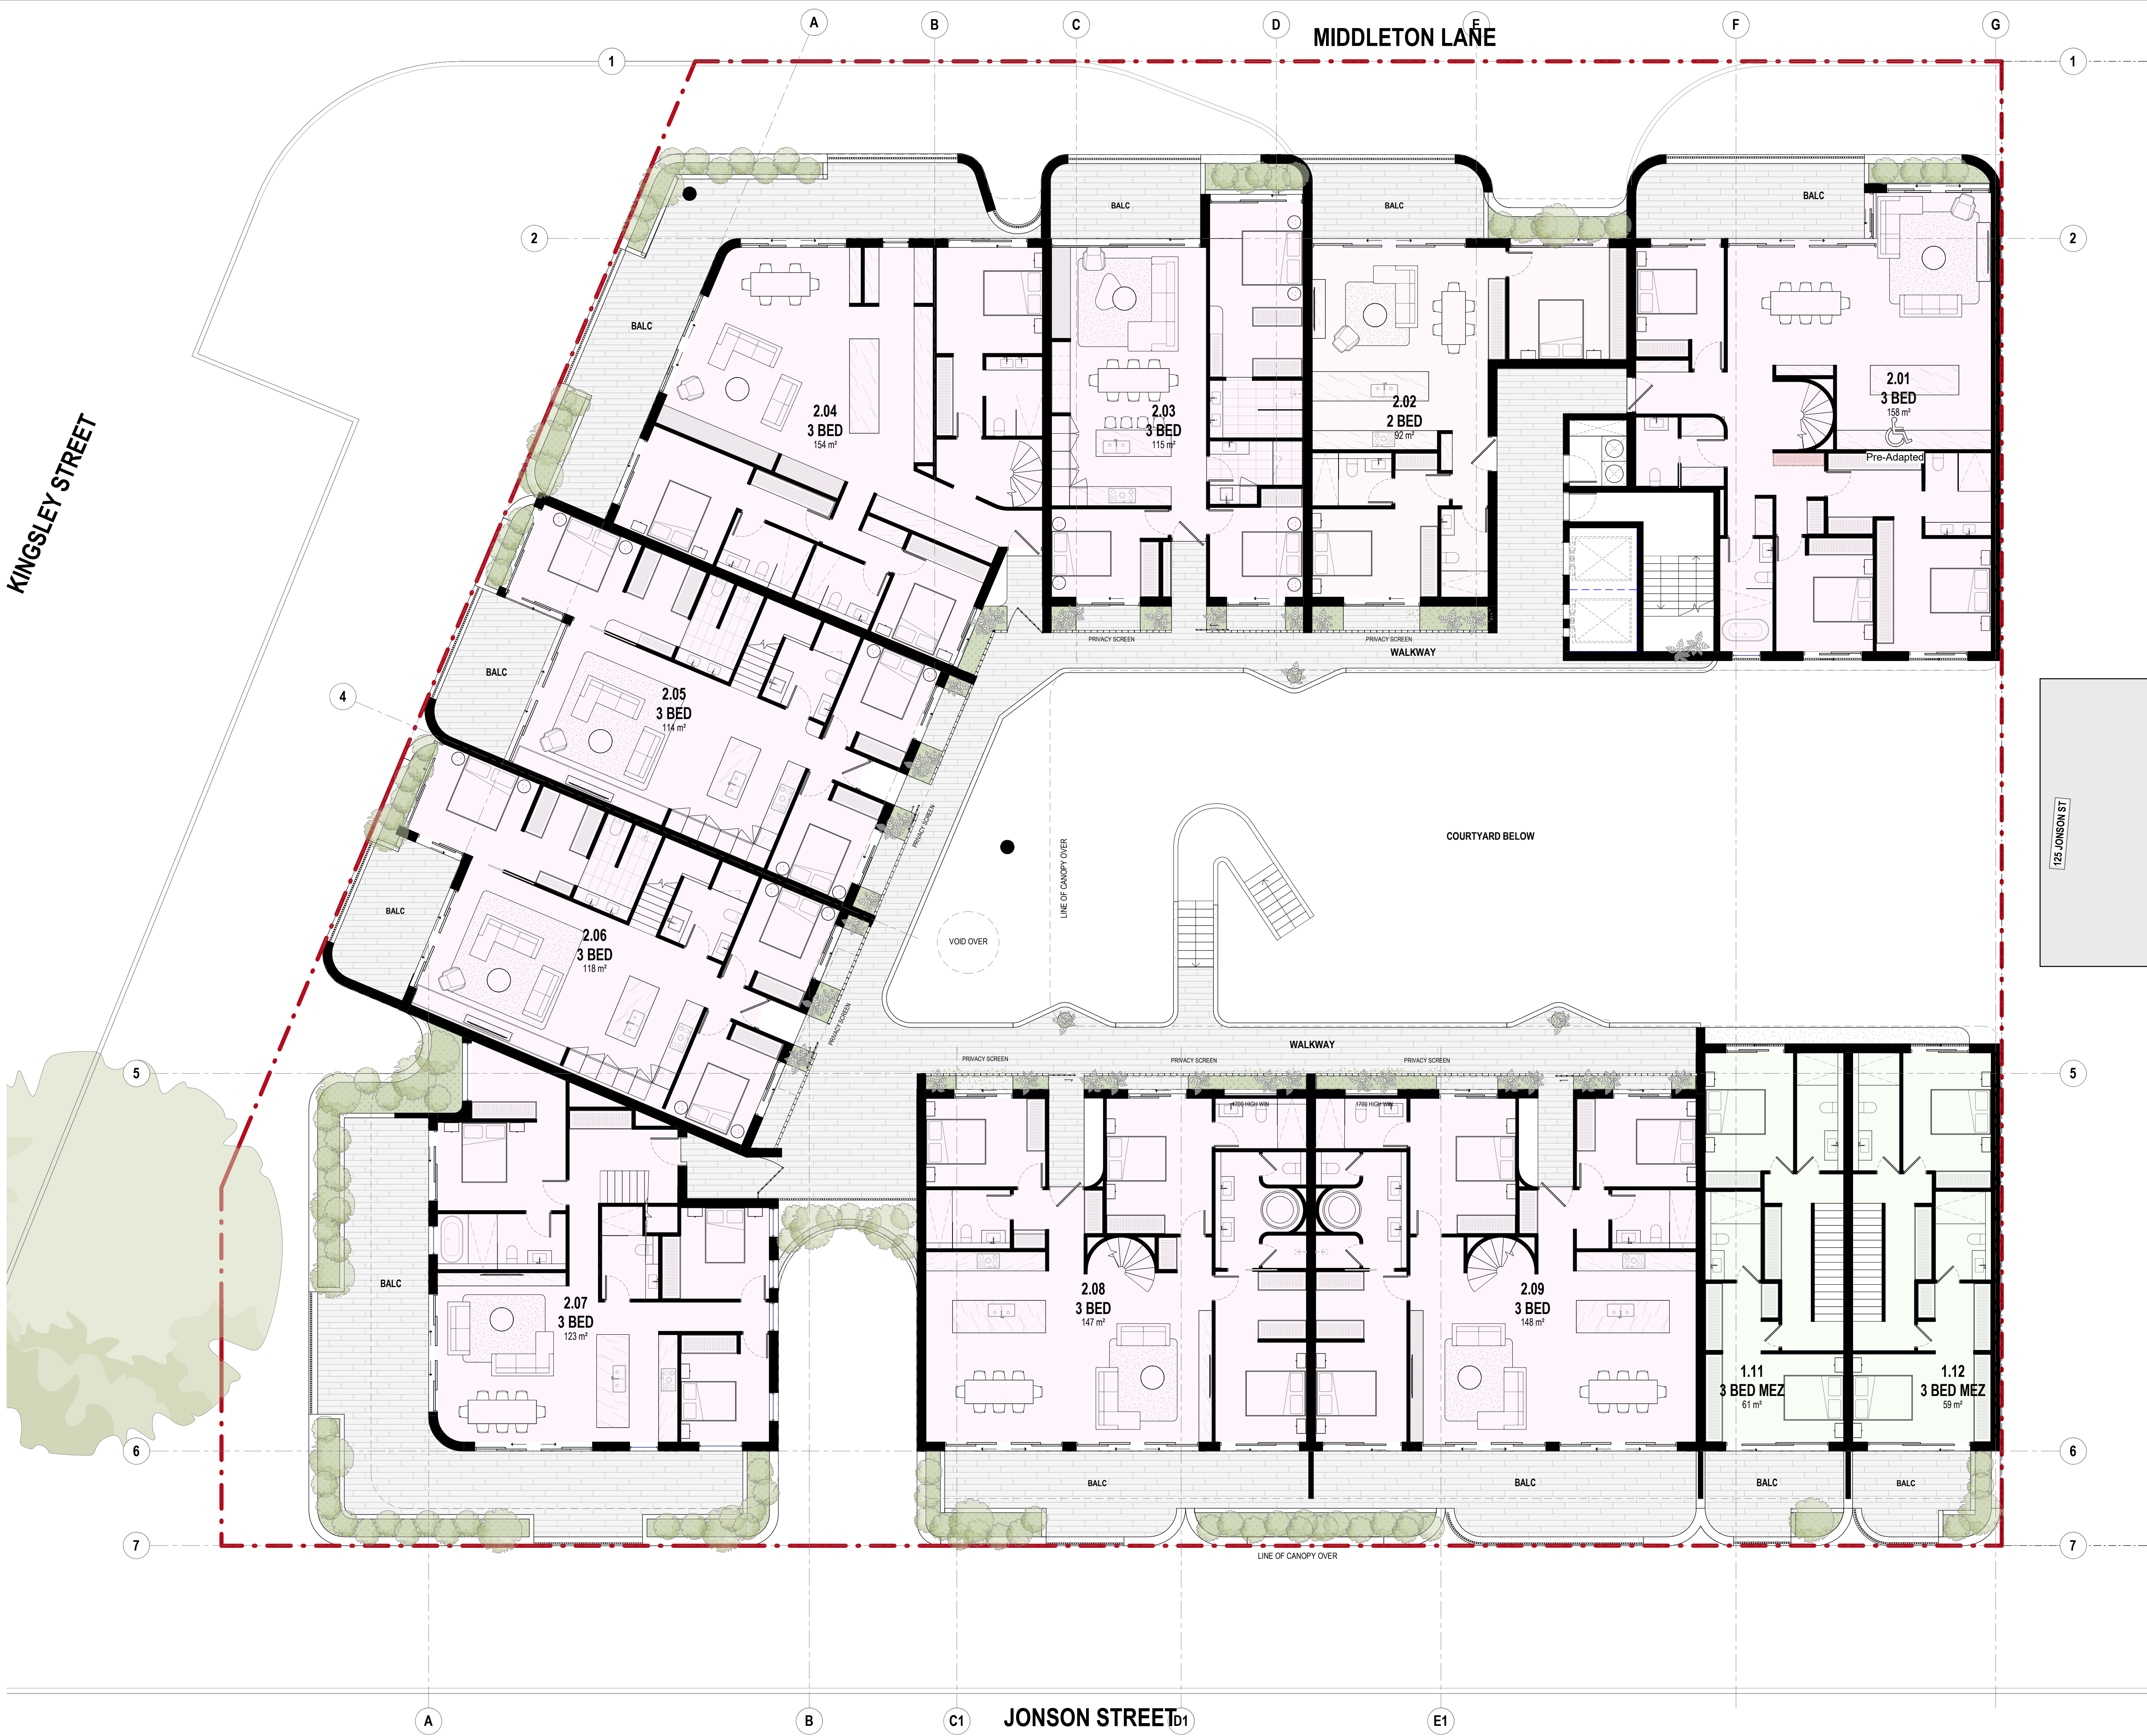 A
B
C
D
E
F
G
MIDDLETON LANE
1
1
2
2
BALC
BALC
BALC
BALC
KINGSLEY STREET
2.04
3 BED
154 m²
2.03
3 BED
115 m²
2.02
2 BED
92 m²
2.01
3 BED
158 m²
Pre-Adapted
PRIVACY SCREEN
PRIVACY SCREEN
WALKWAY
4
BALC
2.05
3 BED
114 m²
PRIVACY SCREEN
LINE OF CANOPY OVER
COURTYARD BELOW
125 JONSON ST
BALC
2.06
3 BED
118 m²
VOID OVER
PRIVACY SCREEN
WALKWAY
5
5
PRIVACY SCREEN
PRIVACY SCREEN
PRIVACY SCREEN
1700 HIGH WIN
1700 HIGH WIN
BALC
2.07
3 BED
123 m²
2.08
3 BED
147 m²
2.09
3 BED
148 m²
1.11
3 BED MEZ
61 m²
1.12
3 BED MEZ
59 m²
6
6
BALC
BALC
BALC
BALC
7
7
LINE OF CANOPY OVER
A
B
C1
JONSON STREET
D1
E1